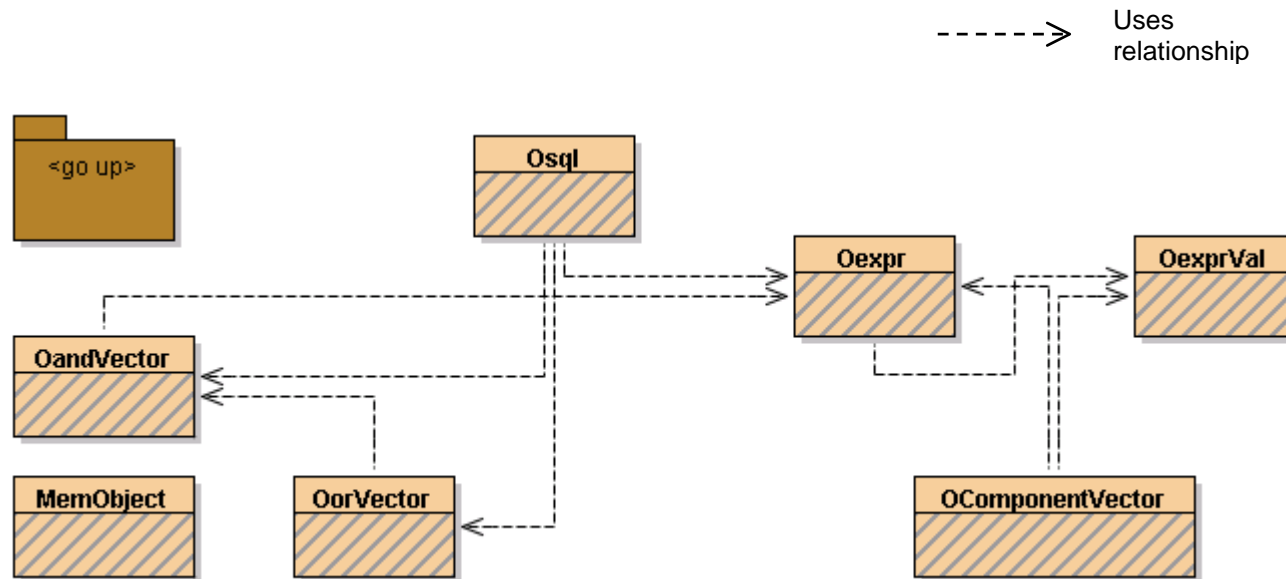 Uses
relationship
<go up>
Osql
Oexpr
OexprVal
OandVector
MemObject
OorVector
OComponentVector